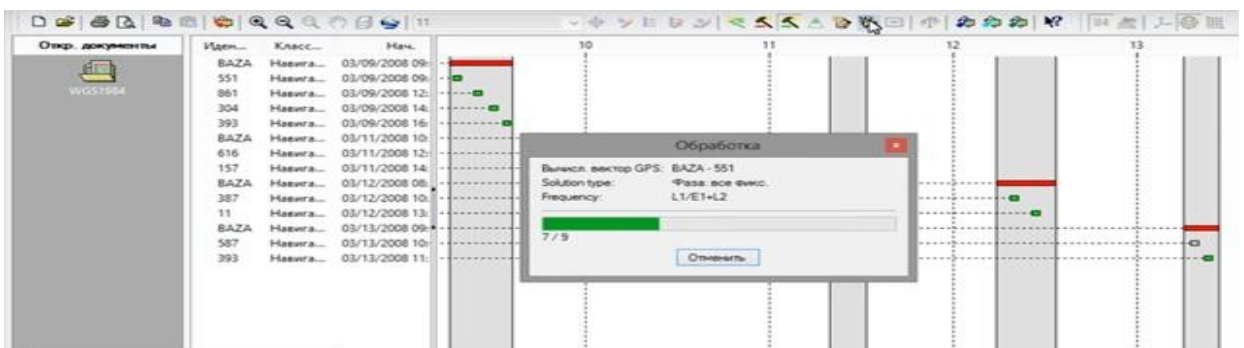 11
Откр. документы
WGS1984
Иден... Класс... Нач.
10 11 12 13
BAZA Навига... 03/09/2008 09:
551 Навига... 03/09/2008 09:
861 Навига... 03/09/2008 12:
304 Навига... 03/09/2008 14:
393 Навига... 03/09/2008 16:
BAZA Навига... 03/11/2008 10:
616 Навига... 03/11/2008 12:
157 Навига... 03/11/2008 14:
BAZA Навига... 03/12/2008 08:
387 Навига... 03/12/2008 10:
11 Навига... 03/12/2008 13:
BAZA Навига... 03/13/2008 09:
587 Навига... 03/13/2008 10:
393 Навига... 03/13/2008 11:
Обработка
Вычисл. вектор GPS: BAZA - 551
Solution type: Фаза: все фикс.
Frequency: L1/E1+L2
7 / 9
Отменить